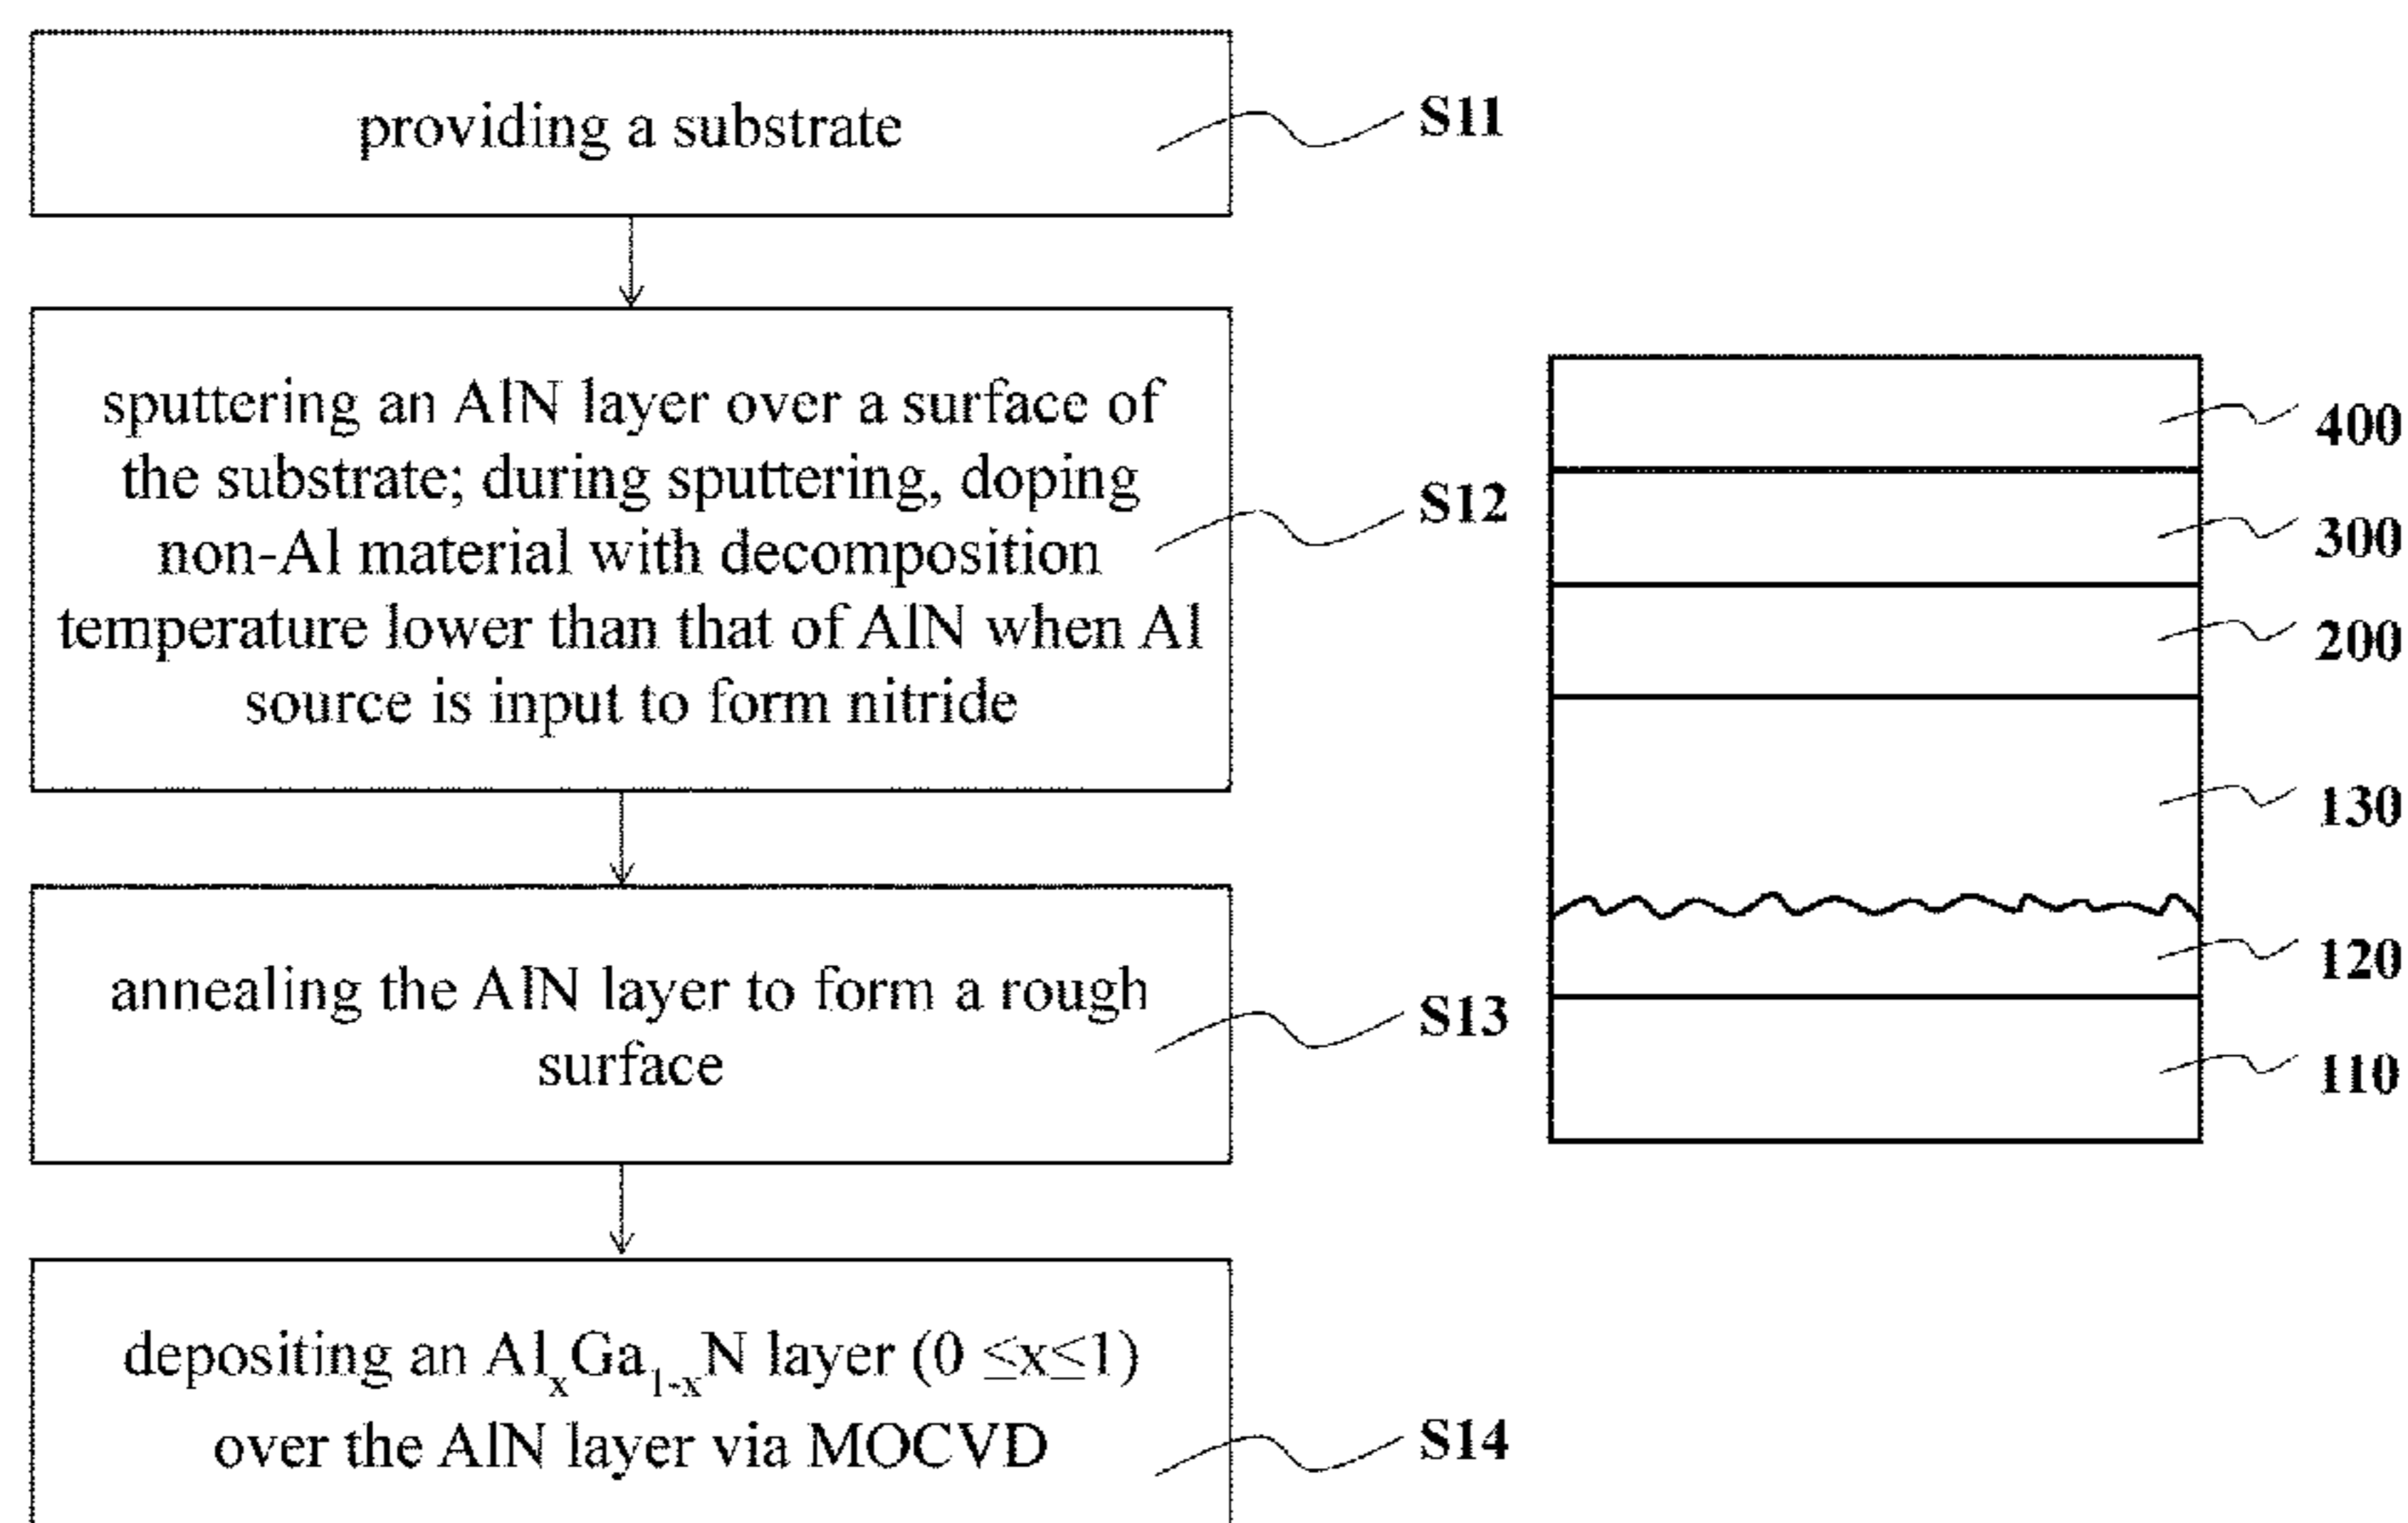 providing a substrate
S11
sputtering an AlN layer over a surface of
the substrate; during sputtering, doping
non-Al material with decomposition
temperature lower than that of AlN when Al
source is input to form nitride
S12
annealing the AlN layer to form a rough
surface
S13
depositing an AlxGa1-xN layer (0 ≤x≤1)
over the AlN layer via MOCVD
S14
400
300
200
130
120
110